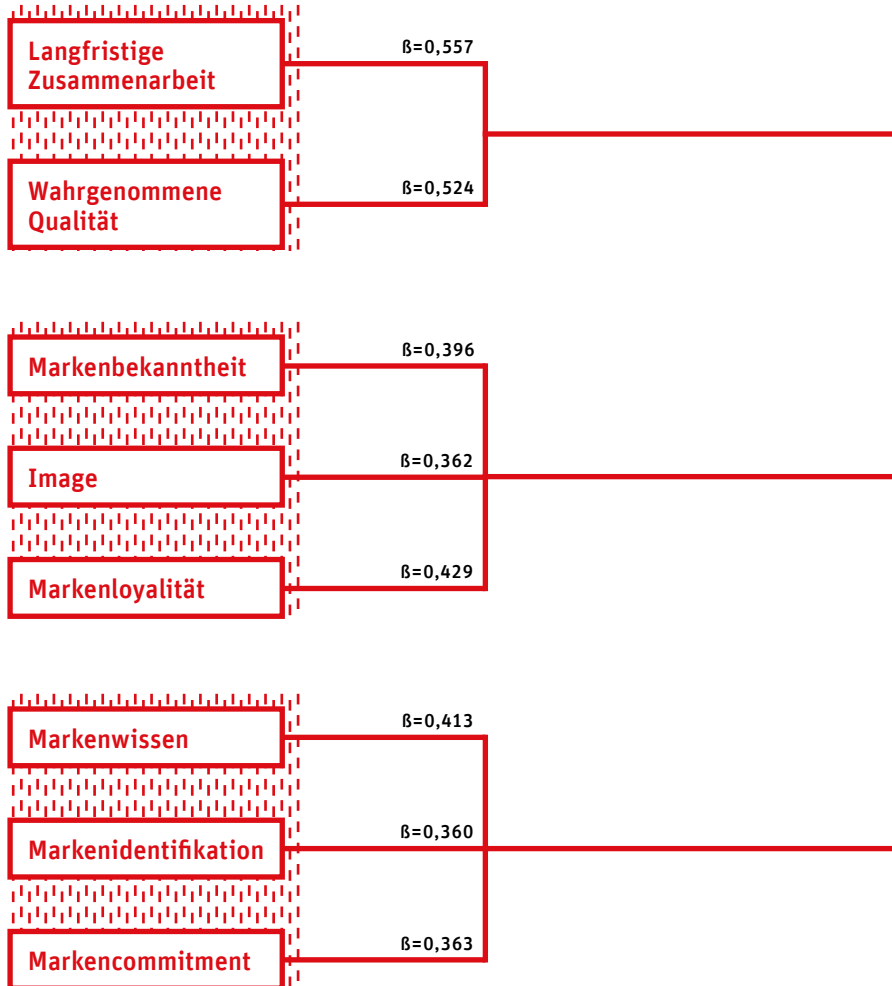 Langfristige
Zusammenarbeit
ß=0,557
Wahrgenommene
Qualität
ß=0,524
Markenbekanntheit
ß=0,396
Image
ß=0,362
Markenloyalität
ß=0,429
Markenwissen
ß=0,413
Markenidentifikation
ß=0,360
Markencommitment
ß=0,363